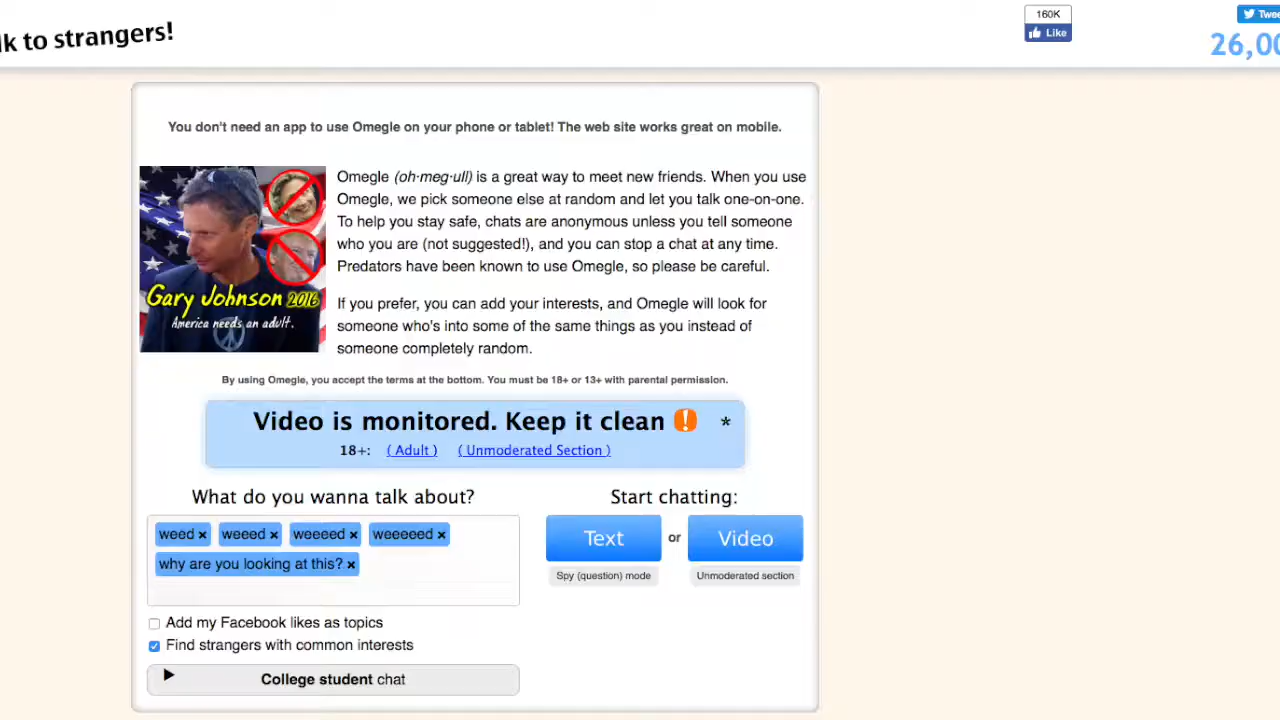 lk to strangers!
160K
Like
Twee
26,00
You don't need an app to use Omegle on your phone or tablet! The web site works great on mobile.
Gary Johnson 2016
America needs an adult.
Omegle (oh·meg·ull) is a great way to meet new friends. When you use
Omegle, we pick someone else at random and let you talk one-on-one.
To help you stay safe, chats are anonymous unless you tell someone
who you are (not suggested!), and you can stop a chat at any time.
Predators have been known to use Omegle, so please be careful.
If you prefer, you can add your interests, and Omegle will look for
someone who's into some of the same things as you instead of
someone completely random.
By using Omegle, you accept the terms at the bottom. You must be 18+ or 13+ with parental permission.
Video is monitored. Keep it clean ! *
18+: ( Adult ) ( Unmoderated Section )
What do you wanna talk about?
weed × weeed × weeeed × weeeeed ×
why are you looking at this? ×
Add my Facebook likes as topics
Find strangers with common interests
College student chat
Start chatting:
Text or Video
Spy (question) mode Unmoderated section